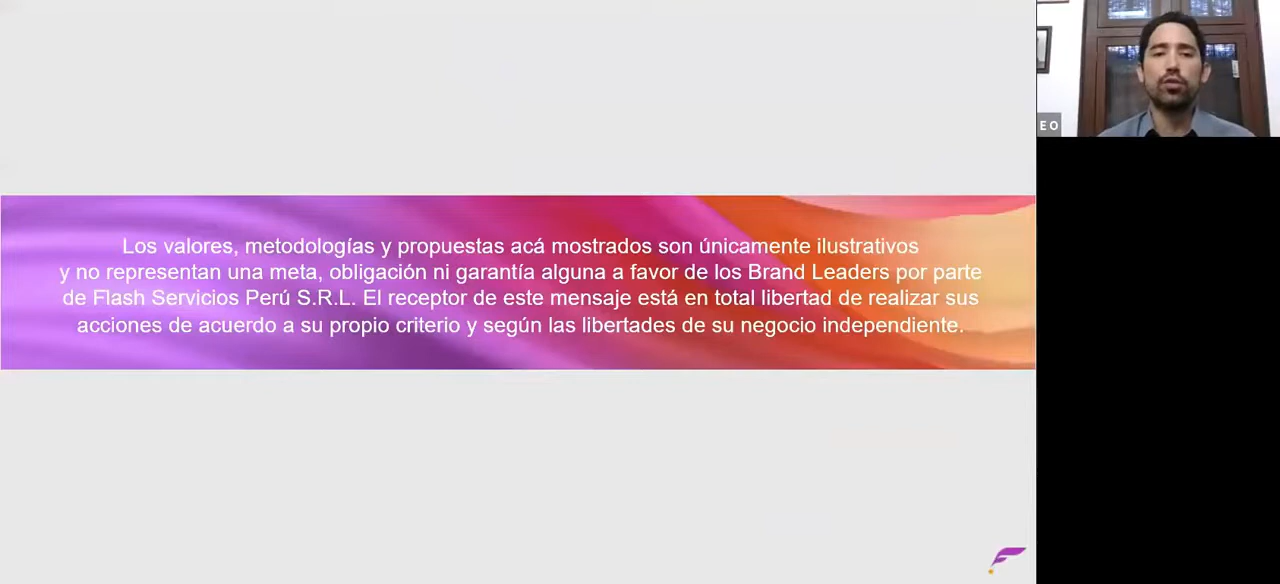 Los valores, metodologías y propuestas acá mostrados son únicamente ilustrativos
y no representan una meta, obligación ni garantía alguna a favor de los Brand Leaders por parte
de Flash Servicios Perú S.R.L. El receptor de este mensaje está en total libertad de realizar sus
acciones de acuerdo a su propio criterio y según las libertades de su negocio independiente.
EO